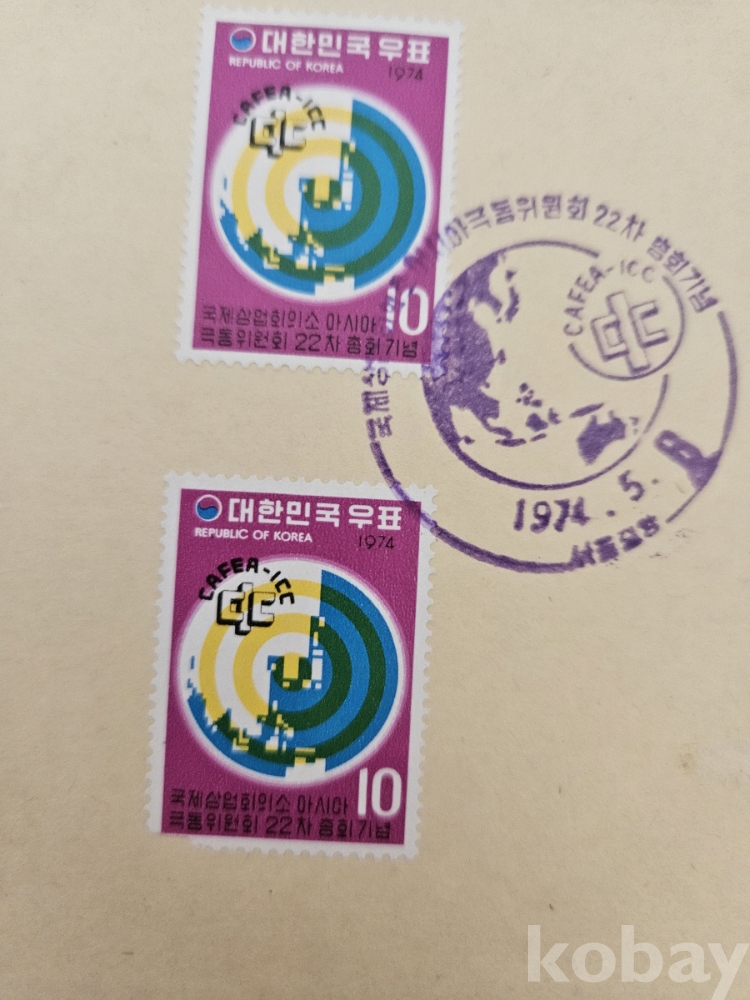 대한민국 우표
REPUBLIC OF KOREA
1974
CAFEA-ICC
10
국제상업회의소 아시아
극동위원회 22차 총회기념
극동위원회 22차 총회기념
CAFEA-ICC
1974.5.8
대한민국 우표
REPUBLIC OF KOREA
1974
CAFEA-ICC
10
국제상업회의소 아시아
극동위원회 22차 총회기념
kobay